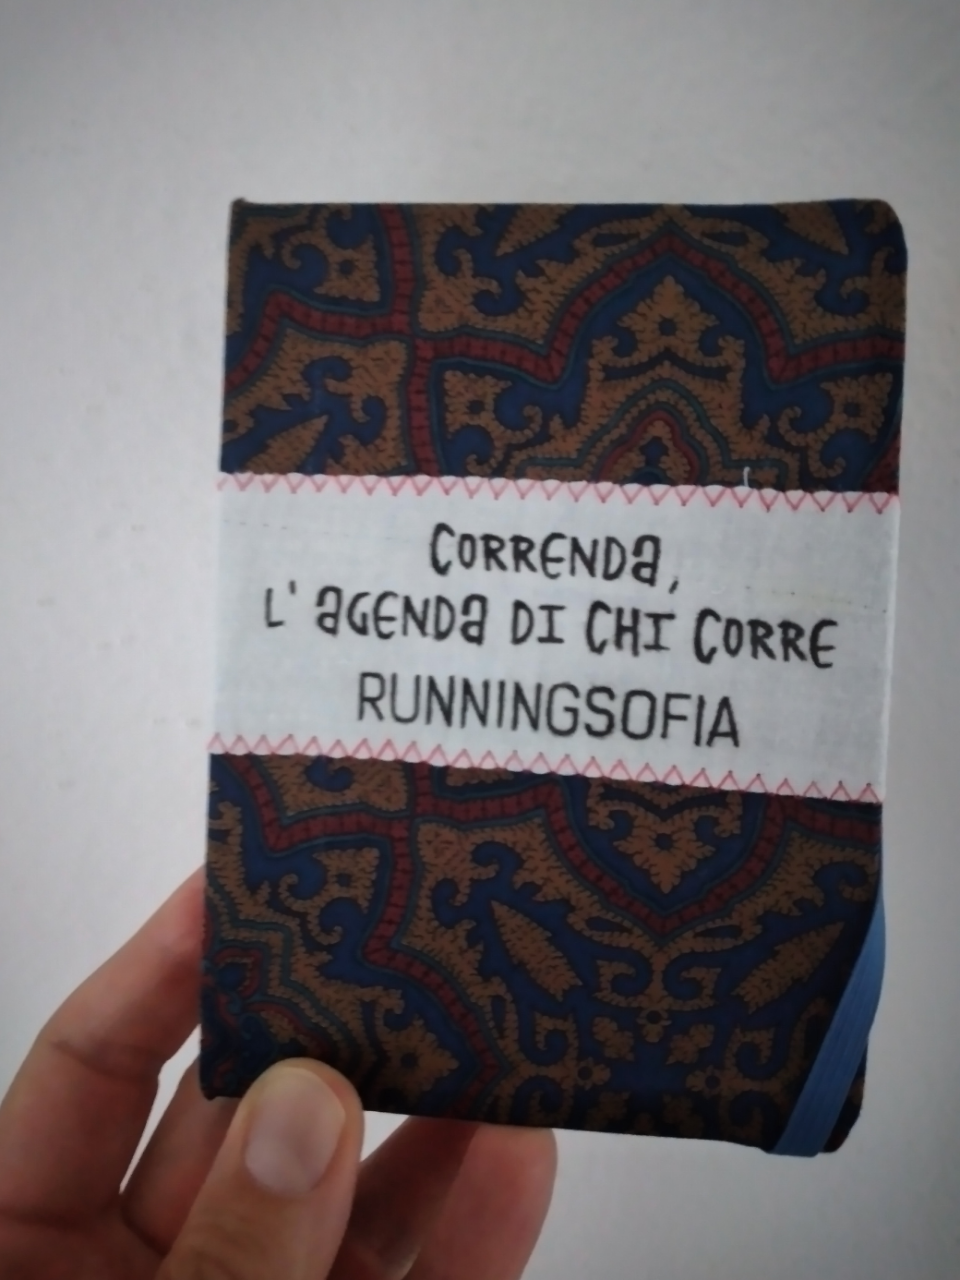 CORRENDa,
L' aGENDa DI CHI CORRE
RUNNINGSOFIA